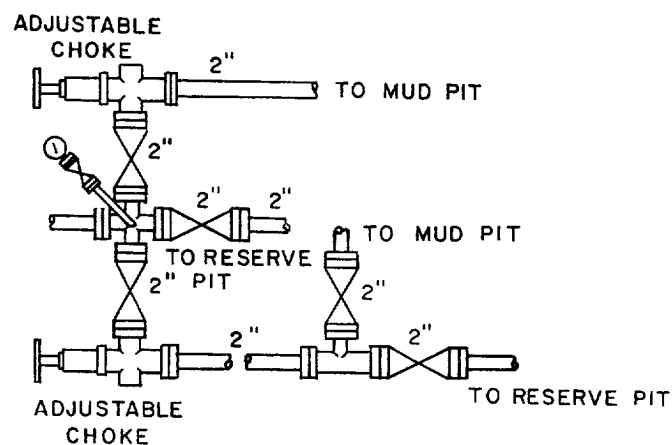 ADJUSTABLE
CHOKE
2"
TO MUD PIT
2"
2"
2"
TO RESERVE
PIT
TO MUD PIT
2"
2"
2"
2"
TO RESERVE PIT
ADJUSTABLE
CHOKE